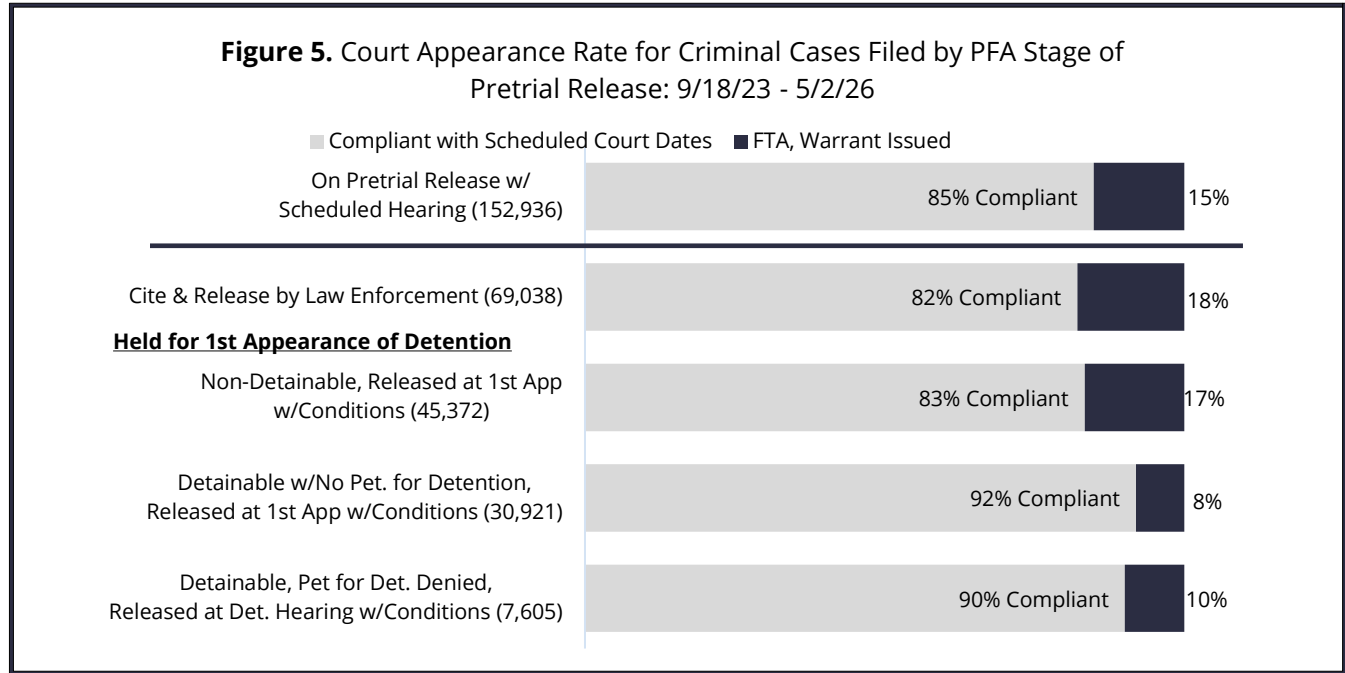 Figure 5. Court Appearance Rate for Criminal Cases Filed by PFA Stage of
Pretrial Release: 9/18/23 - 5/2/26
Compliant with Scheduled Court Dates FTA, Warrant Issued
On Pretrial Release w/
Scheduled Hearing (152,936)
85% Compliant
15%
Cite & Release by Law Enforcement (69,038)
82% Compliant
18%
Held for 1st Appearance of Detention
Non-Detainable, Released at 1st App
w/Conditions (45,372)
83% Compliant
17%
Detainable w/No Pet. for Detention,
Released at 1st App w/Conditions (30,921)
92% Compliant
8%
Detainable, Pet for Det. Denied,
Released at Det. Hearing w/Conditions (7,605)
90% Compliant
10%